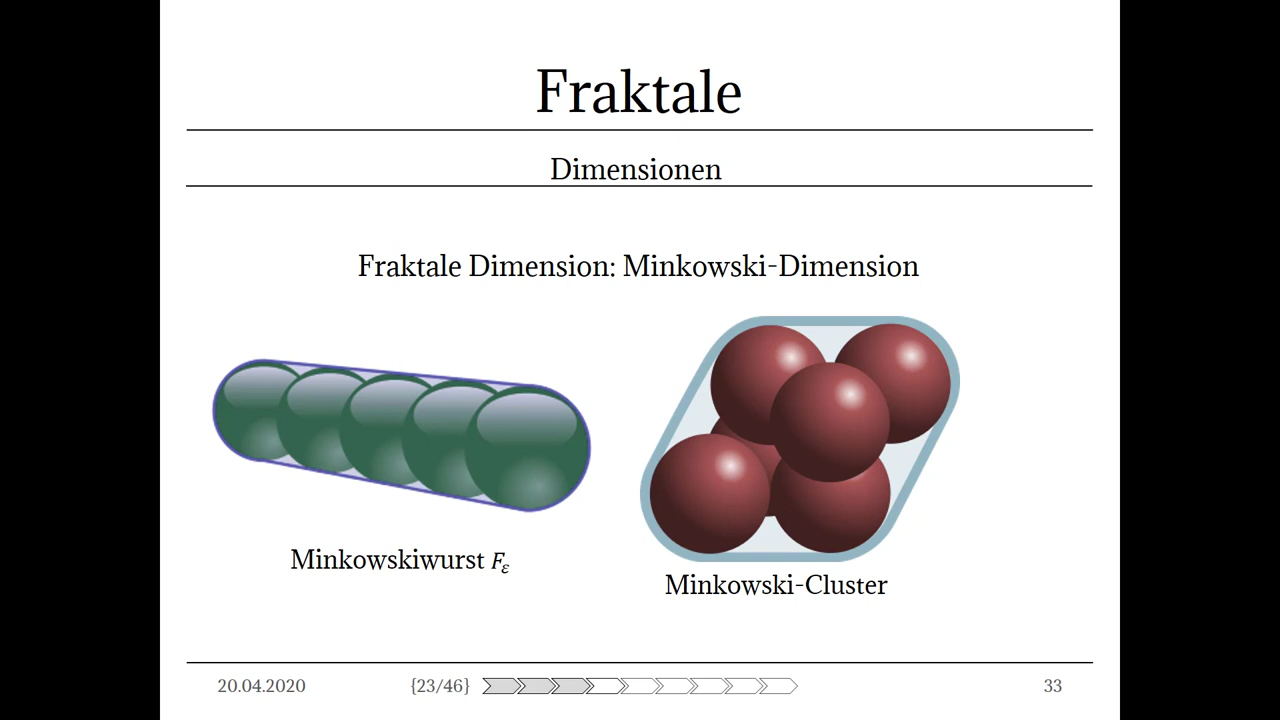 Fraktale
Dimensionen
Fraktale Dimension: Minkowski-Dimension
Minkowskiwurst Fε
Minkowski-Cluster
20.04.2020 {23/46} 33